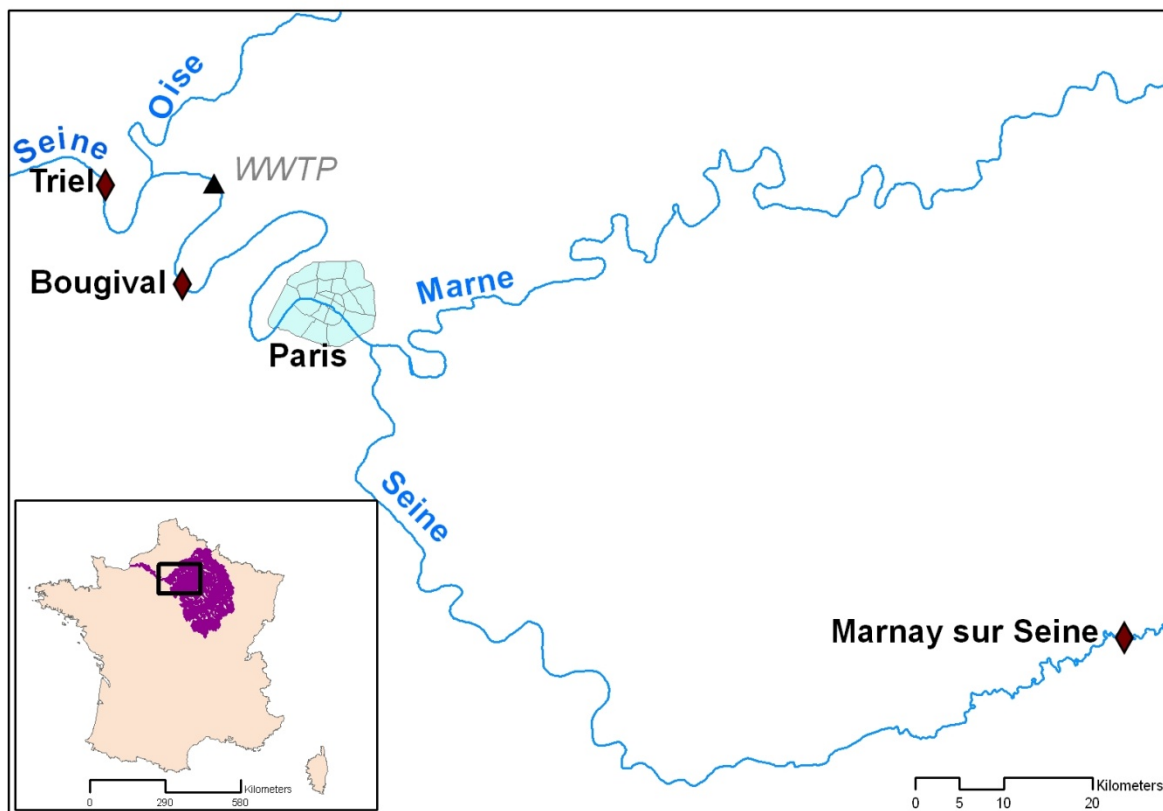 Oise
Seine
WWTP
Triel
Bougival
Marne
Paris
Seine
Marnay sur Seine
Kilometers
0 290 580
Kilometers
0 5 10 20